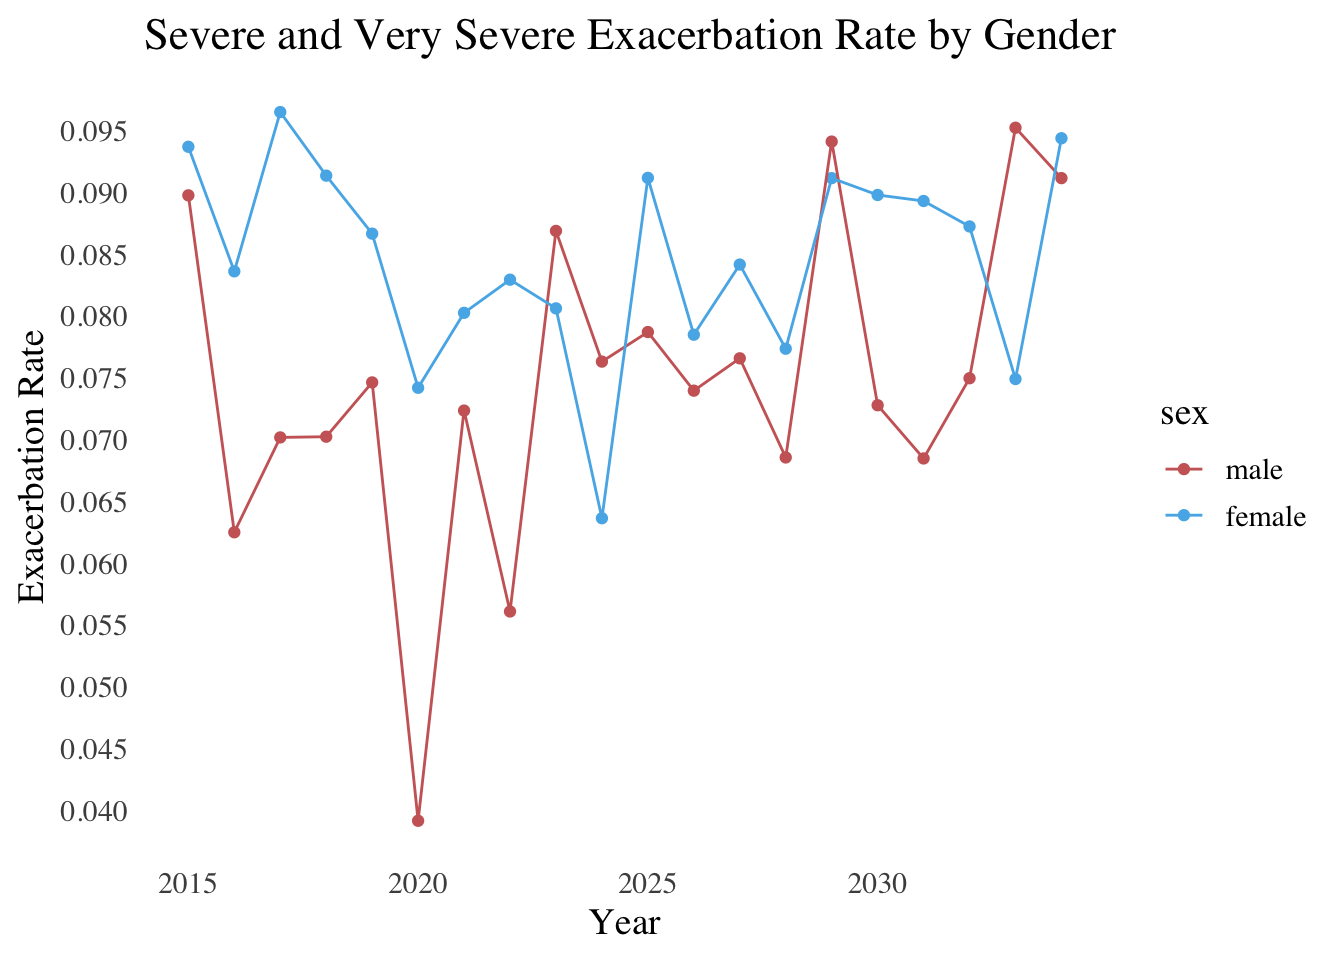 Severe and Very Severe Exacerbation Rate by Gender
Exacerbation Rate
0.095
0.090
0.085
0.080
0.075
0.070
0.065
0.060
0.055
0.050
0.045
0.040
2015
2020
2025
2030
Year
sex
male
female